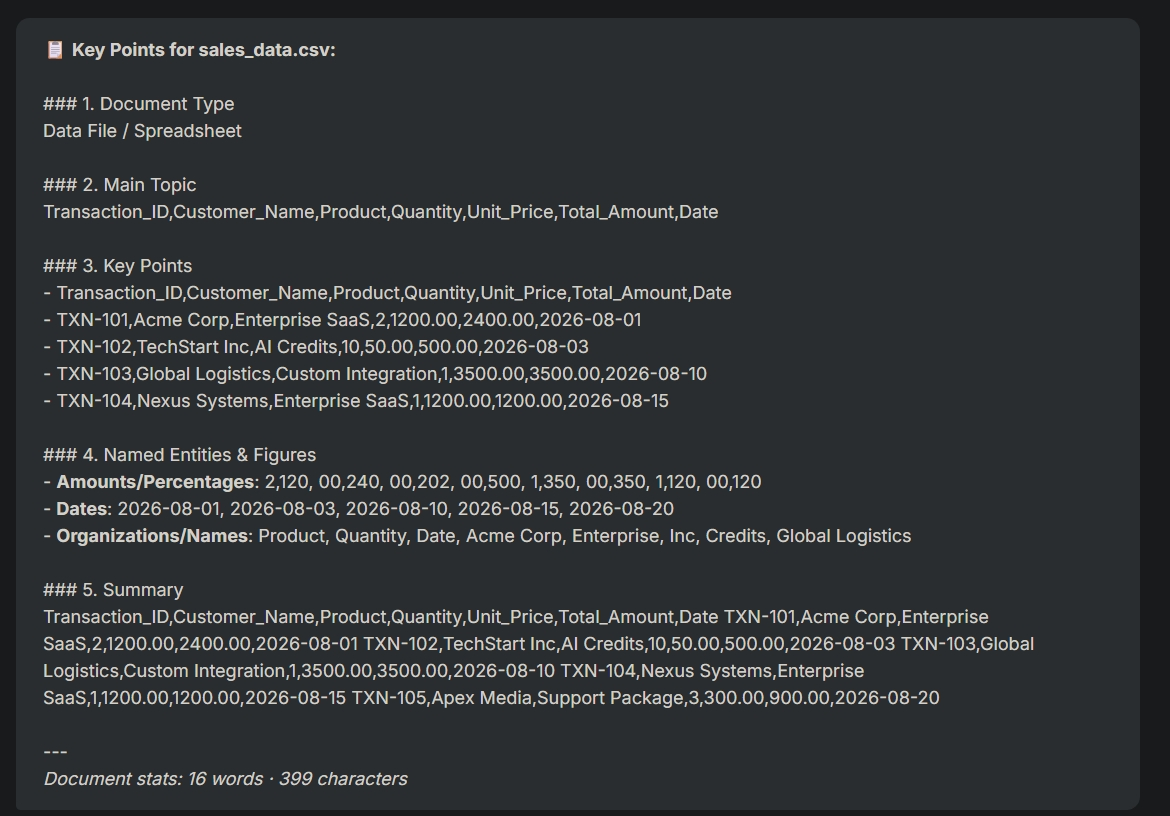 📋 Key Points for sales_data.csv:
### 1. Document Type
Data File / Spreadsheet
### 2. Main Topic
Transaction_ID,Customer_Name,Product,Quantity,Unit_Price,Total_Amount,Date
### 3. Key Points
- Transaction_ID,Customer_Name,Product,Quantity,Unit_Price,Total_Amount,Date
- TXN-101,Acme Corp,Enterprise SaaS,2,1200.00,2400.00,2026-08-01
- TXN-102,TechStart Inc,AI Credits,10,50.00,500.00,2026-08-03
- TXN-103,Global Logistics,Custom Integration,1,3500.00,3500.00,2026-08-10
- TXN-104,Nexus Systems,Enterprise SaaS,1,1200.00,1200.00,2026-08-15
### 4. Named Entities & Figures
- Amounts/Percentages: 2,120, 00,240, 00,202, 00,500, 1,350, 00,350, 1,120, 00,120
- Dates: 2026-08-01, 2026-08-03, 2026-08-10, 2026-08-15, 2026-08-20
- Organizations/Names: Product, Quantity, Date, Acme Corp, Enterprise, Inc, Credits, Global Logistics
### 5. Summary
Transaction_ID,Customer_Name,Product,Quantity,Unit_Price,Total_Amount,Date TXN-101,Acme Corp,Enterprise
SaaS,2,1200.00,2400.00,2026-08-01 TXN-102,TechStart Inc,AI Credits,10,50.00,500.00,2026-08-03 TXN-103,Global
Logistics,Custom Integration,1,3500.00,3500.00,2026-08-10 TXN-104,Nexus Systems,Enterprise
SaaS,1,1200.00,1200.00,2026-08-15 TXN-105,Apex Media,Support Package,3,300.00,900.00,2026-08-20
---
Document stats: 16 words · 399 characters